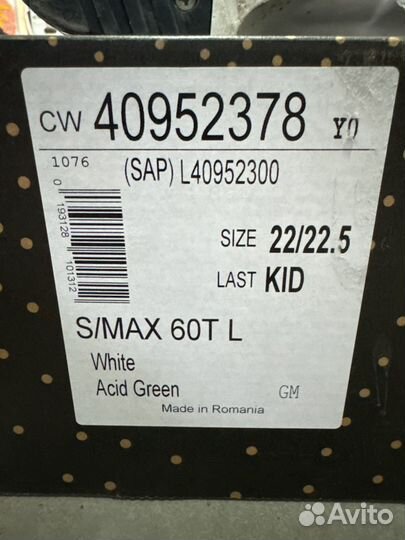 CW 40952378 Y0
1076
(SAP) L40952300
0 193128 101312
SIZE 22/22.5
LAST KID
S/MAX 60T L
White
Acid Green GM
Made in Romania
Avito